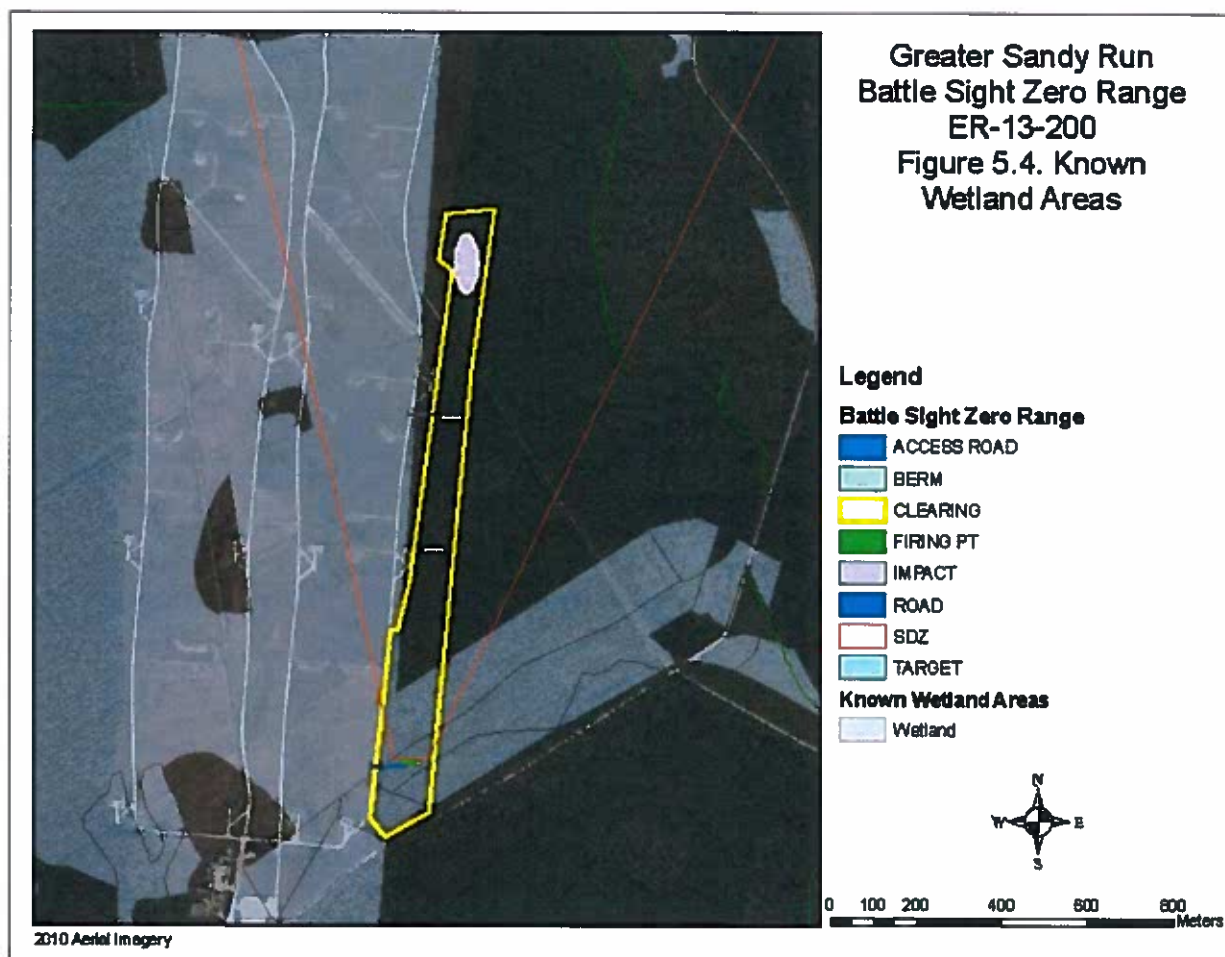 Greater Sandy Run
Battle Sight Zero Range
ER-13-200
Figure 5.4. Known
Wetland Areas
Legend
Battle Sight Zero Range
ACCESS ROAD
BERM
CLEARING
FIRING PT
IMPACT
ROAD
SDZ
TARGET
Known Wetland Areas
Wetland
N
W E
S
0 100 200 400 600 800
Meters
2010 Aerial Imagery